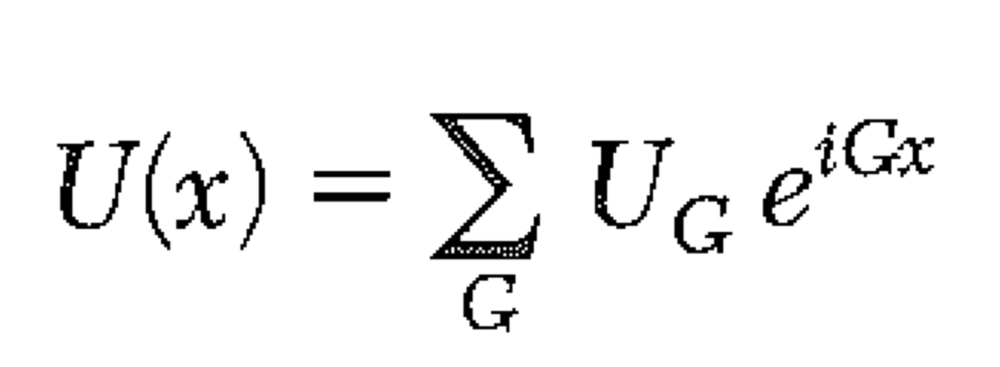 U(x) = ∑_G U_G e^{iGx}